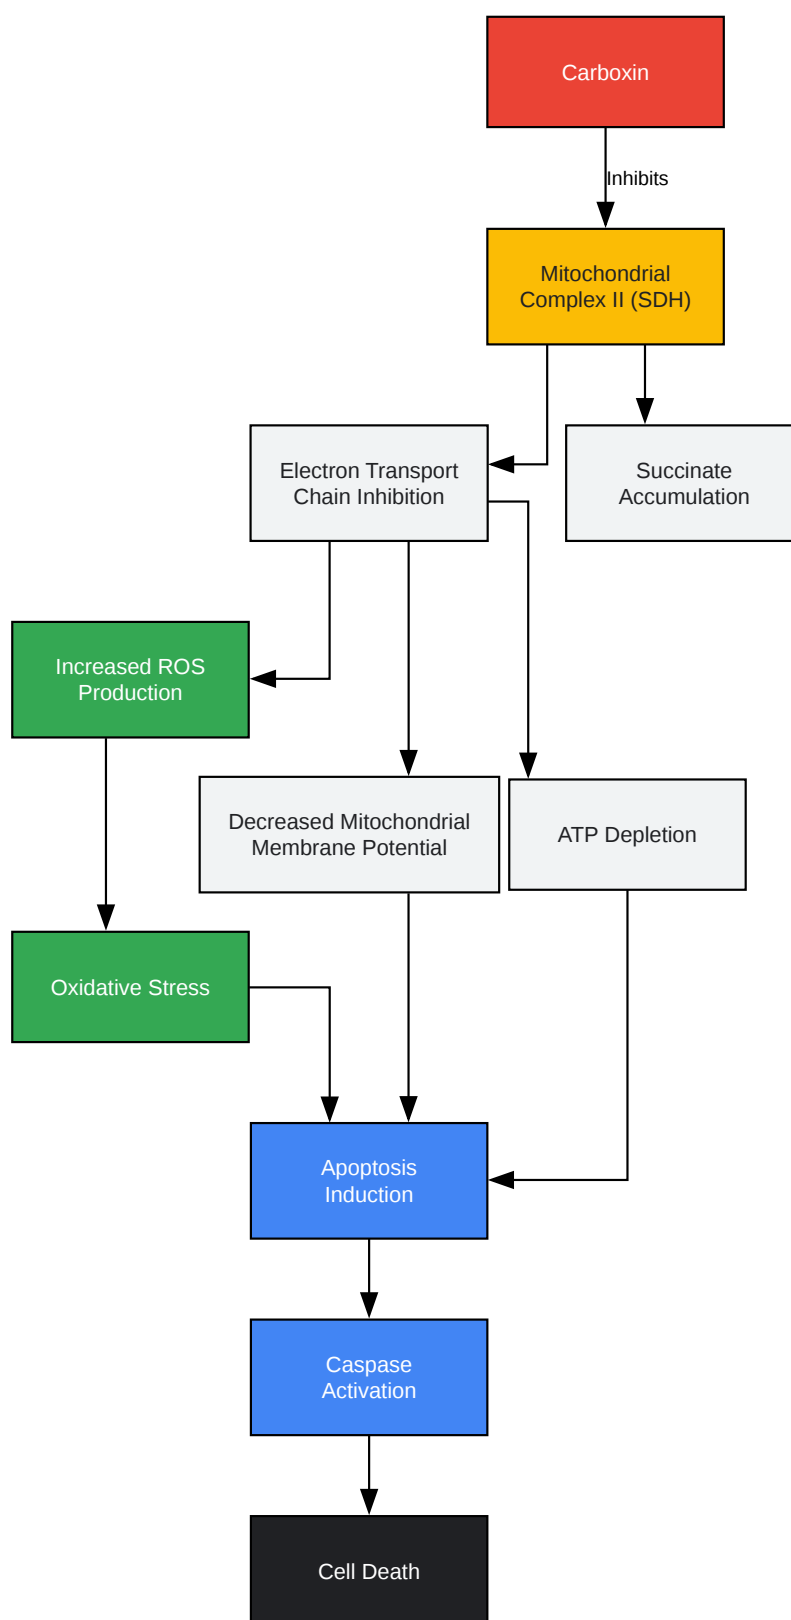 Carboxin
Inhibits
Mitochondrial
Complex II (SDH)
Electron Transport
Chain Inhibition
Succinate
Accumulation
Increased ROS
Production
Decreased Mitochondrial
Membrane Potential
ATP Depletion
Oxidative Stress
Apoptosis
Induction
Caspase
Activation
Cell Death